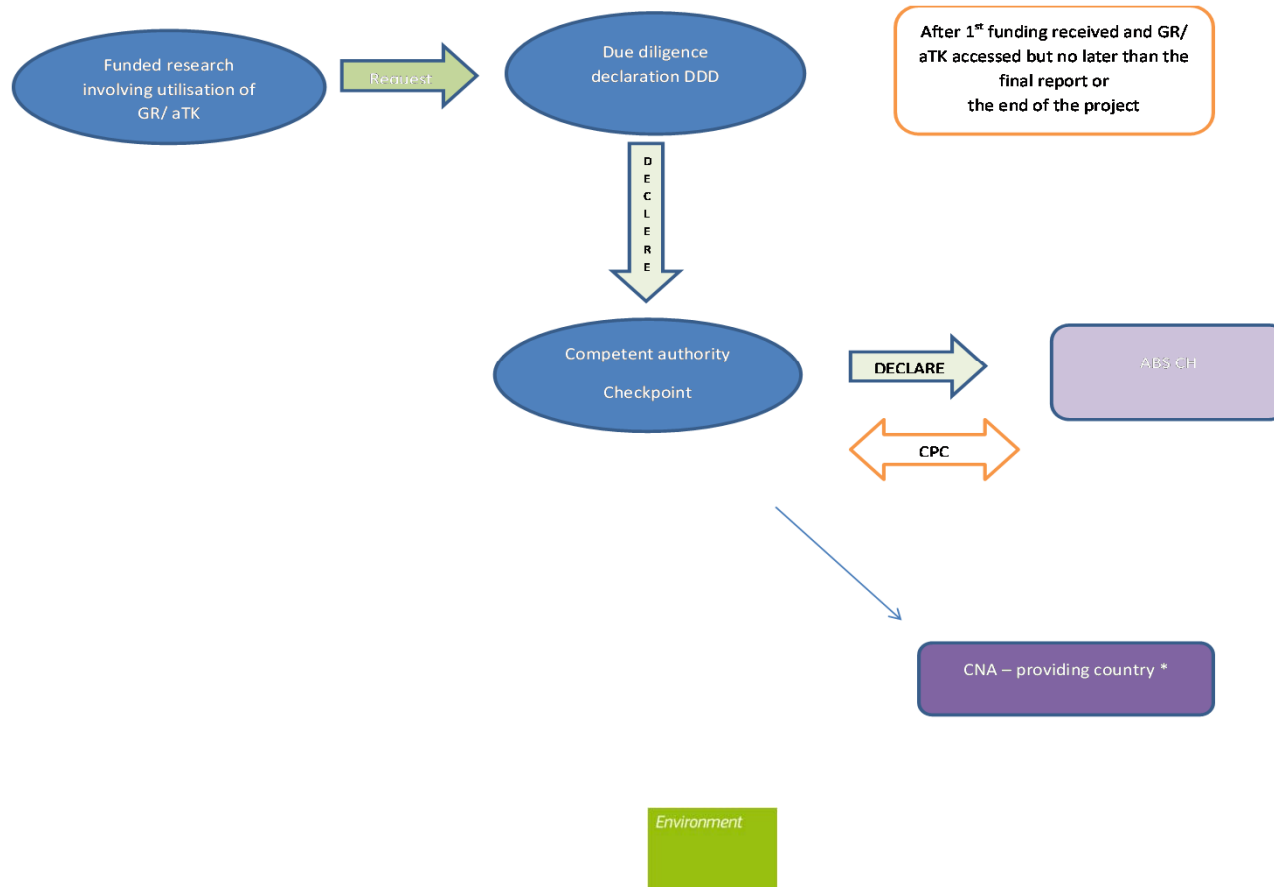 Funded research
involving utilisation of
GR/ aTK
Request
Due diligence
declaration DDD
After 1st funding received and GR/
aTK accessed but no later than the
final report or
the end of the project
D
E
C
L
E
R
E
Competent authority
Checkpoint
DECLARE
ABS CH
CPC
CNA – providing country *
Environment